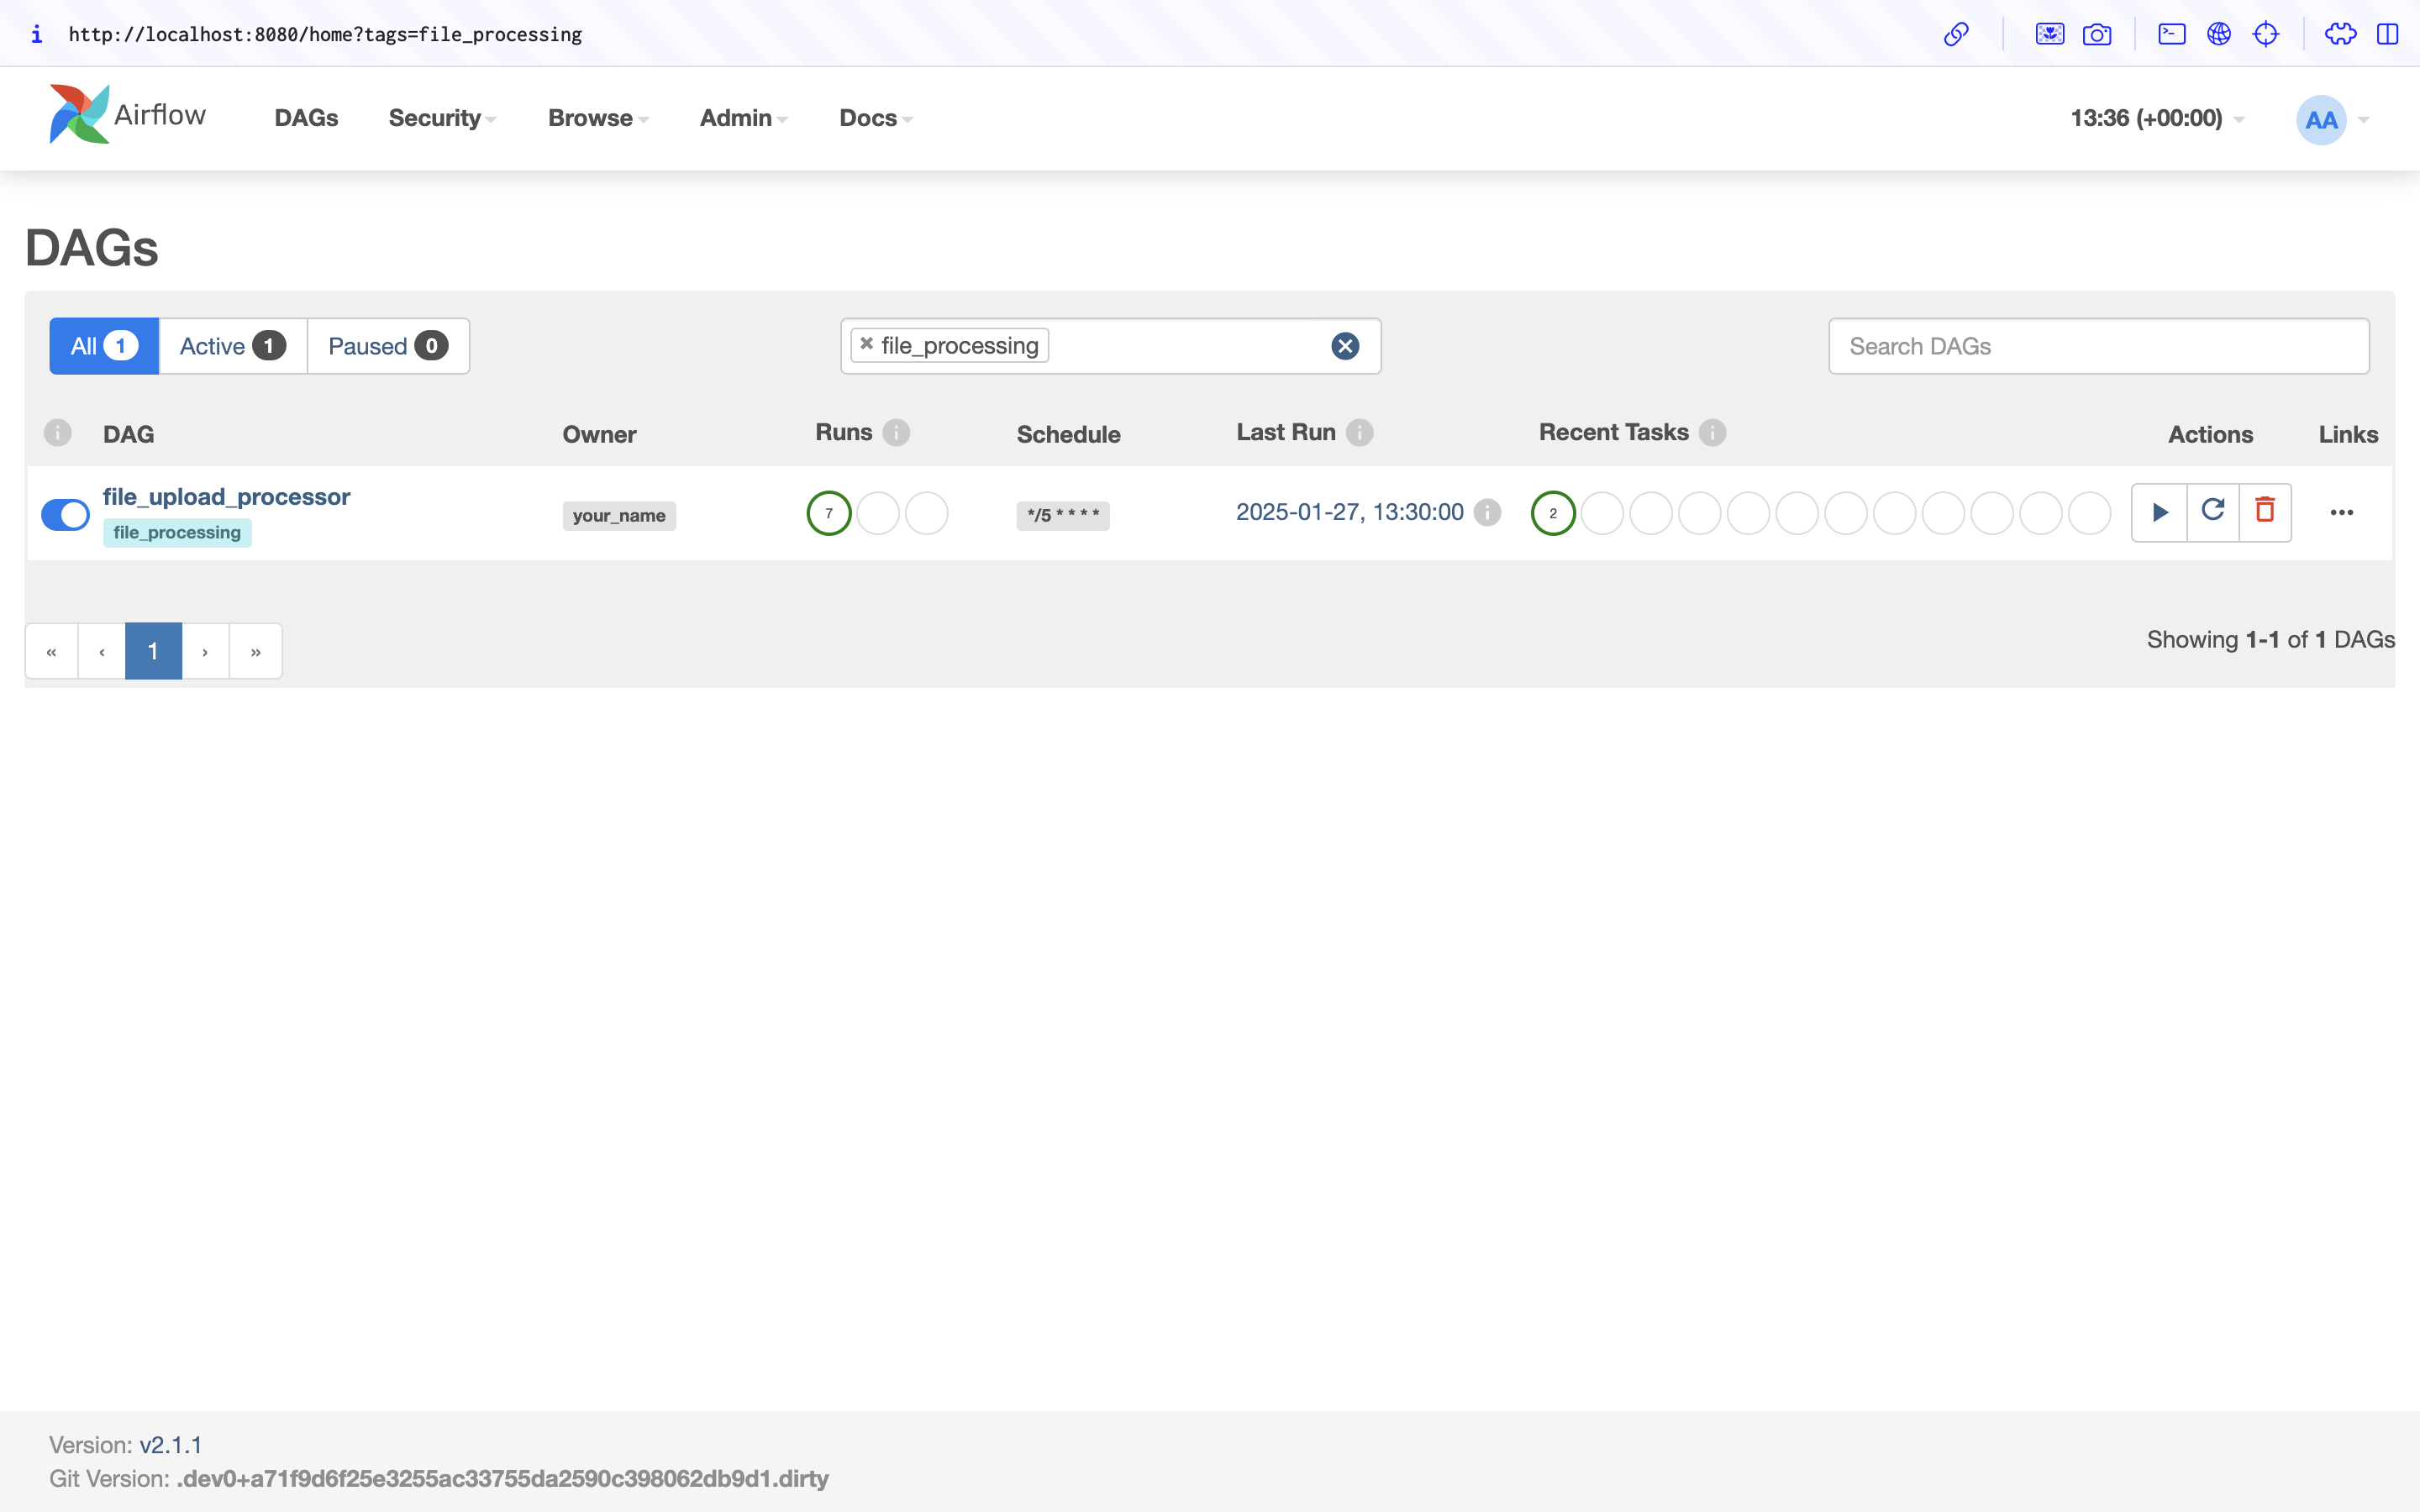 i http://localhost:8080/home?tags=file_processing
Airflow DAGs Security Browse Admin Docs 13:36 (+00:00) AA
DAGs
All 1 Active 1 Paused 0 × file_processing Search DAGs
i DAG Owner Runs i Schedule Last Run i Recent Tasks i Actions Links
file_upload_processor
file_processing your_name 7 */5 * * * * 2025-01-27, 13:30:00 i 2
« ‹ 1 › » Showing 1-1 of 1 DAGs
Version: v2.1.1
Git Version: .dev0+a71f9d6f25e3255ac33755da2590c398062db9d1.dirty